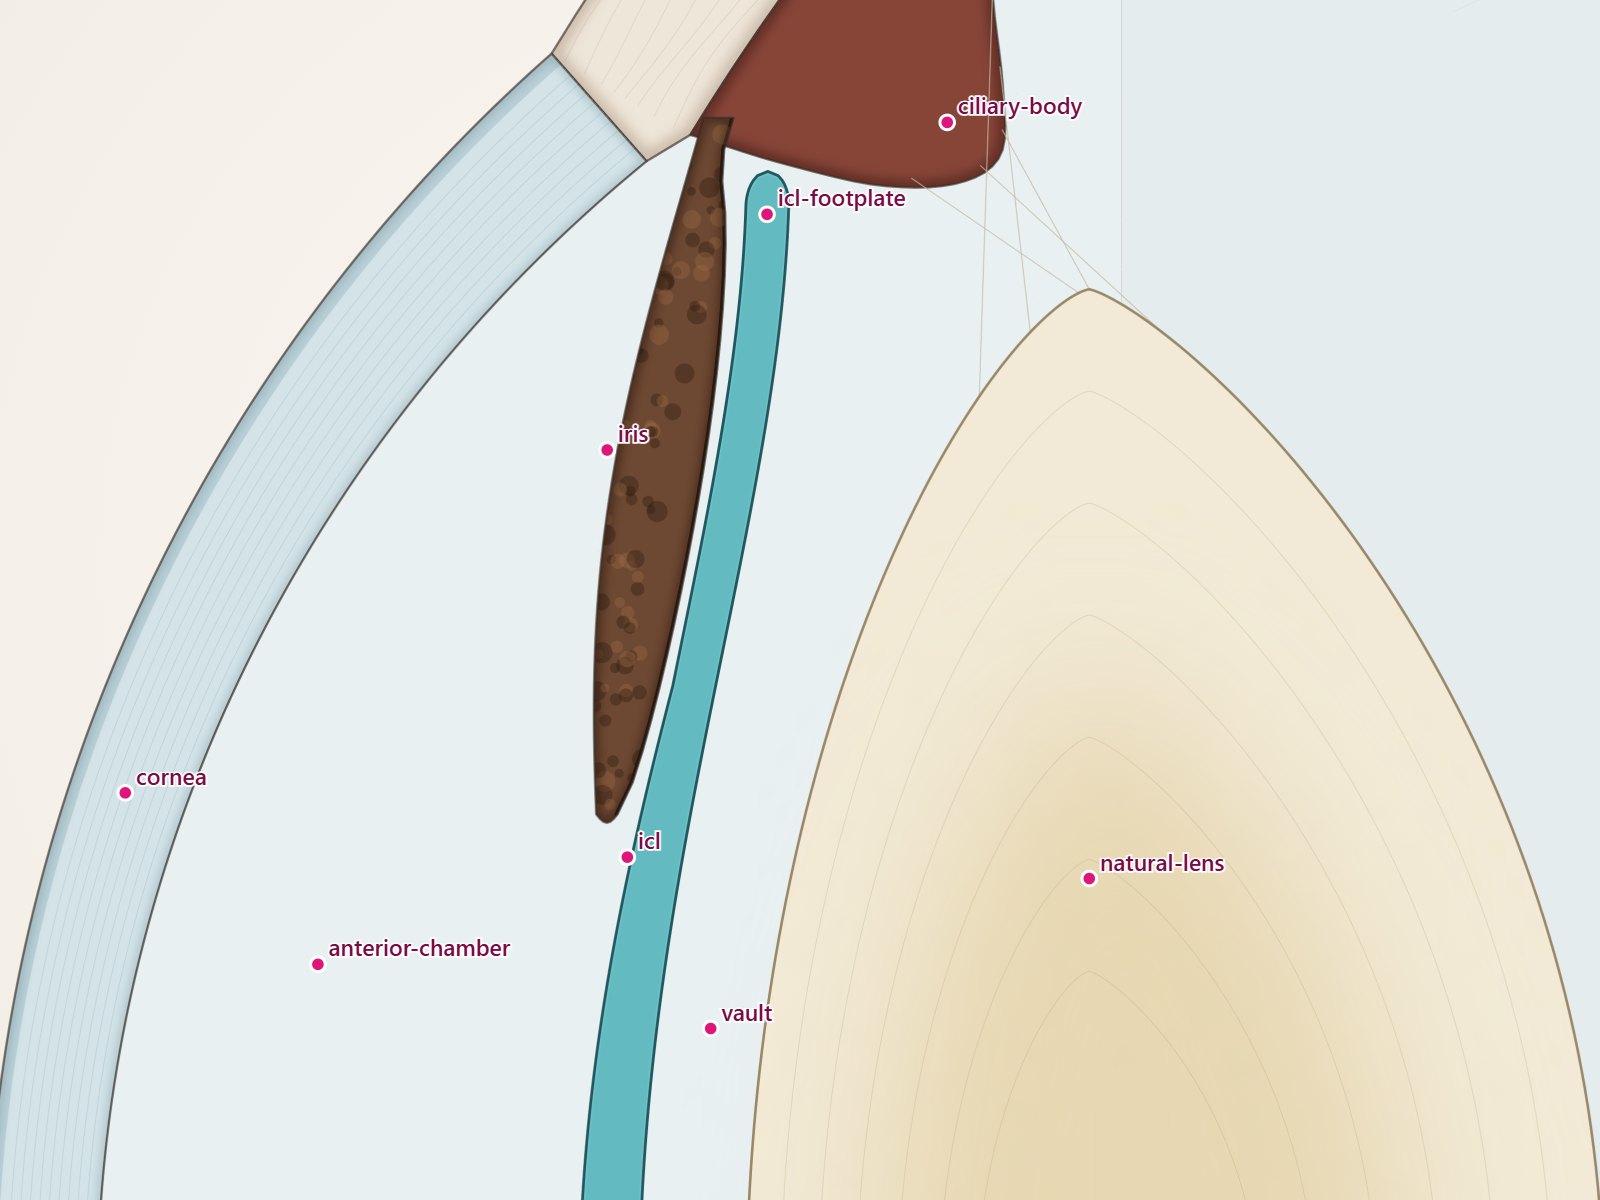 ciliary-body
icl-footplate
iris
cornea
icl
natural-lens
anterior-chamber
vault